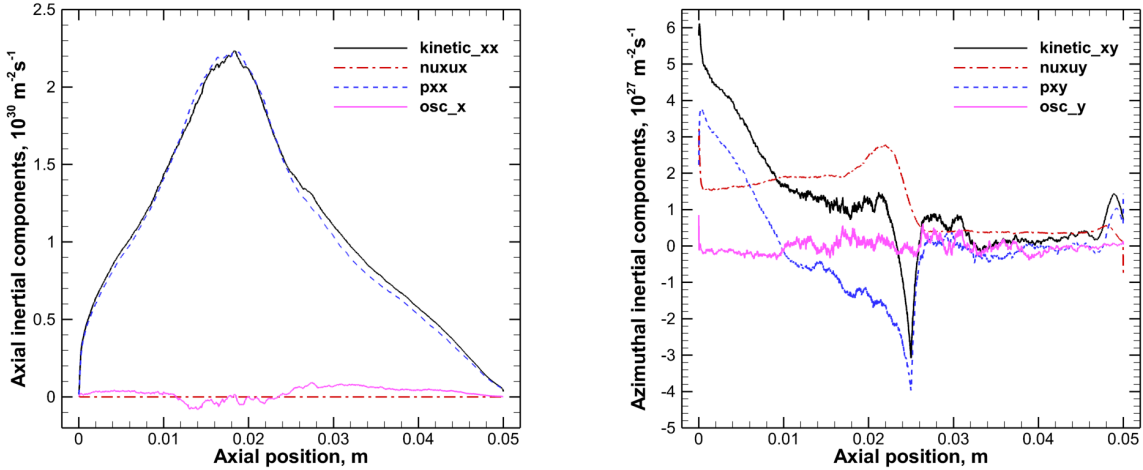 Axial inertial components, 10³⁰ m⁻²s⁻¹
2.5
2
1.5
1
0.5
0
0
0.01
0.02
0.03
0.04
0.05
Axial position, m
kinetic_xx
nuxux
pxx
osc_x
Azimuthal inertial components, 10²⁷ m⁻²s⁻¹
6
5
4
3
2
1
0
-1
-2
-3
-4
-5
0
0.01
0.02
0.03
0.04
0.05
Axial position, m
kinetic_xy
nuxuy
pxy
osc_y